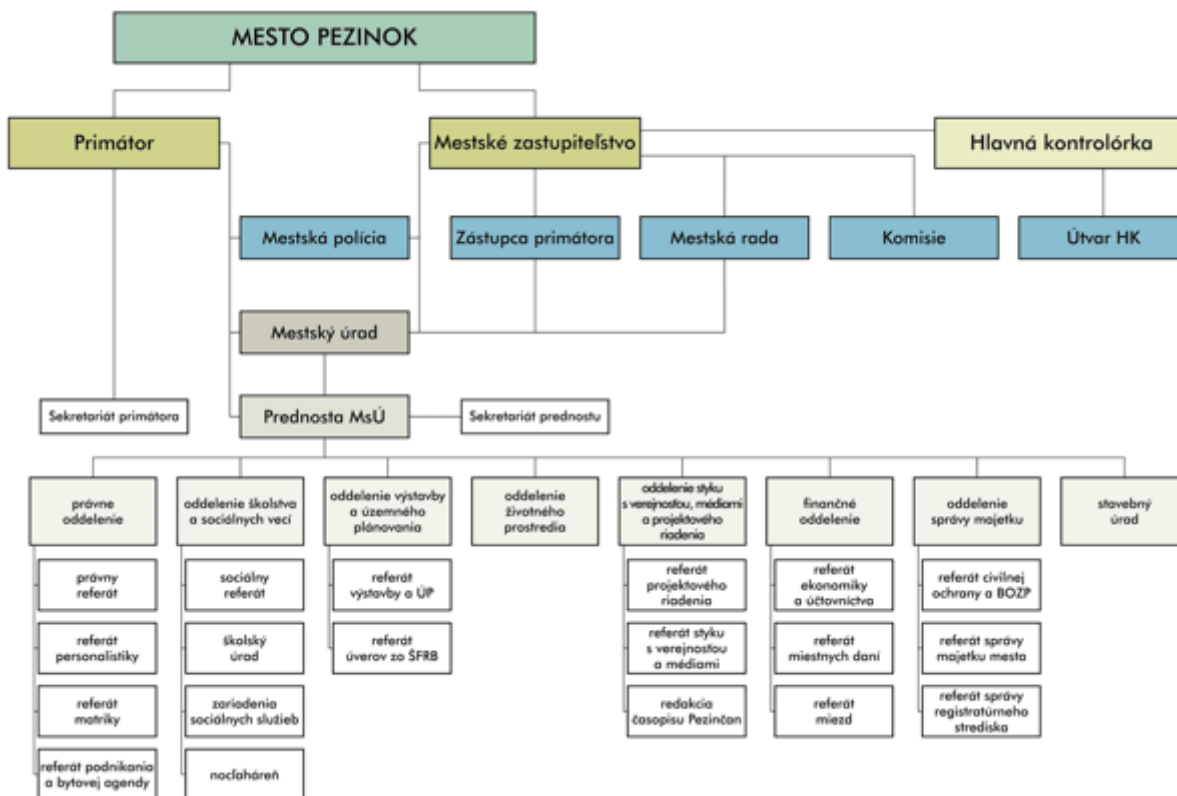 MESTO PEZINOK
Primátor
Mestské zastupiteľstvo
Hlavná kontrolórka
Mestská polícia
Zástupca primátora
Mestská rada
Komisie
Útvar HK
Mestský úrad
Sekretariát primátora
Prednosta MsÚ
Sekretariát prednostu
právne
oddelenie
oddelenie školstva
a sociálnych vecí
oddelenie výstavby
a územného
plánovania
oddelenie
životného
prostredia
oddelenie styku
s verejnosťou, médiami
a projektového
riadenia
finančné
oddelenie
oddelenie
správy majetku
stavebný
úrad
právny
referát
sociálny
referát
referát
výstavby a ÚP
referát
projektového
riadenia
referát
ekonomiky
a účtovníctva
referát civilnej
ochrany a BOZP
referát
personalistiky
školský
úrad
referát
úverov zo ŠFRB
referát styku
s verejnosťou
a médiami
referát
miestnych daní
referát správy
majetku mesta
referát
matriky
zariadenia
sociálnych služieb
redakcia
časopisu Pezinčan
referát
miezd
referát správy
registratúrneho
strediska
referát podnikania
a bytovej agendy
nocľaháreň